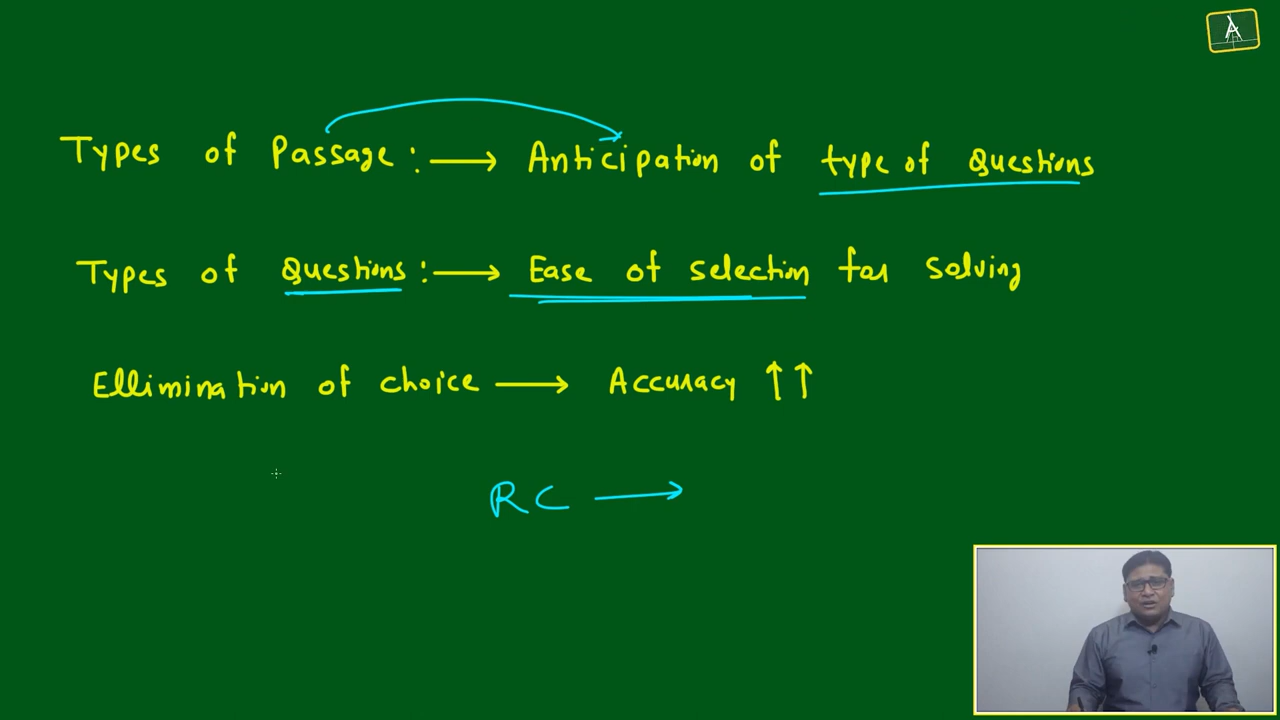 Types of Passage : → Anticipation of type of Questions
Types of Questions : → Ease of selection for solving
Ellimination of choice → Accuracy ↑↑
RC →